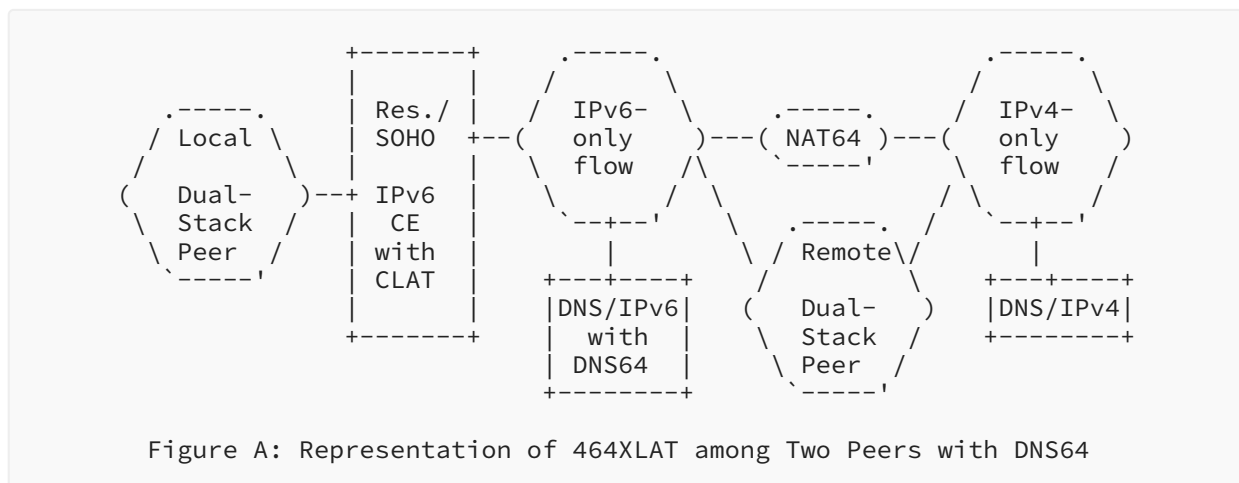 Res./ IPv6- IPv4-
Local SOHO only NAT64 only
flow flow
Dual- IPv6
Stack CE
Peer with Remote
CLAT
DNS/IPv6 Dual- DNS/IPv4
with Stack
DNS64 Peer
Figure A: Representation of 464XLAT among Two Peers with DNS64